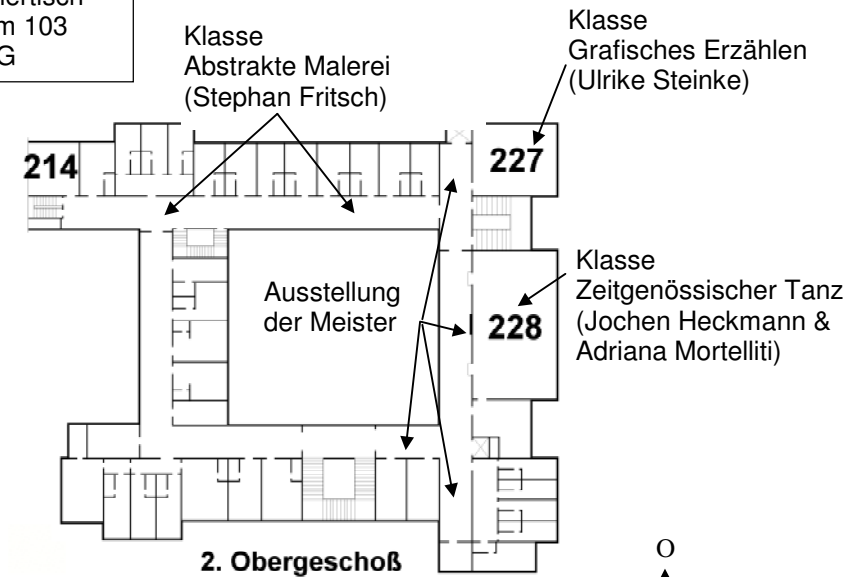 m 103
G
Klasse
Abstrakte Malerei
(Stephan Fritsch)
Klasse
Grafisches Erzählen
(Ulrike Steinke)
214
227
Ausstellung
der Meister
228
Klasse
Zeitgenössischer Tanz
(Jochen Heckmann &
Adriana Mortelliti)
2. Obergeschoß
O